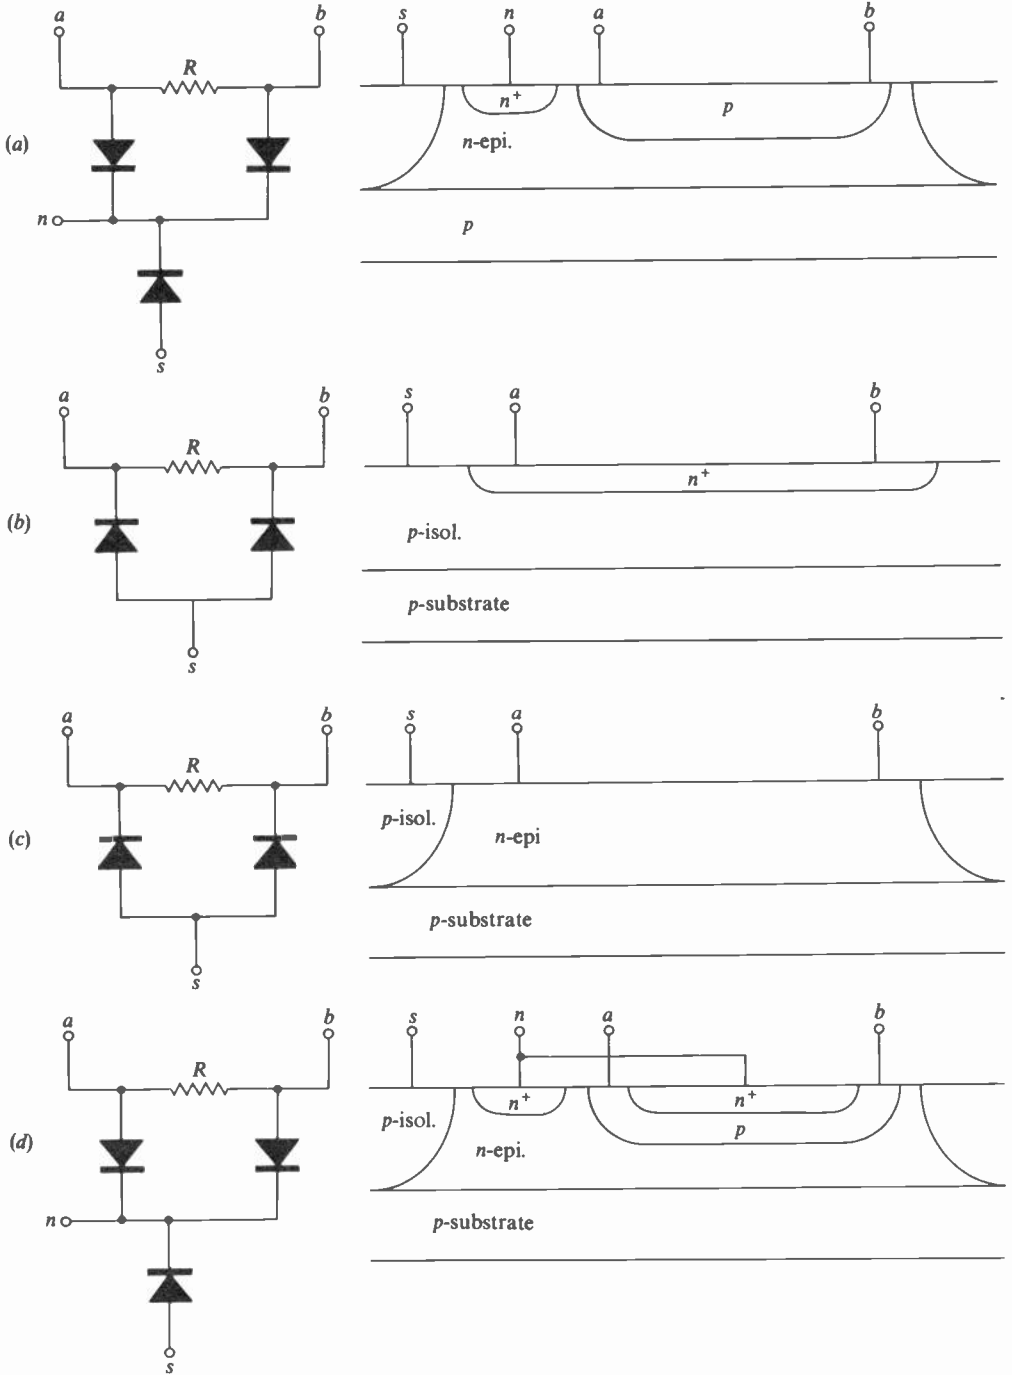 a b s n a b
R
n⁺ p
(a) n-epi.
n
p
s
a b s a b
R
n⁺
(b) p-isol.
p-substrate
s
a b s a b
R
p-isol.
(c) n-epi
p-substrate
s
a b s n a b
R
n⁺ n⁺
p-isol. p
(d) n-epi.
n p-substrate
s